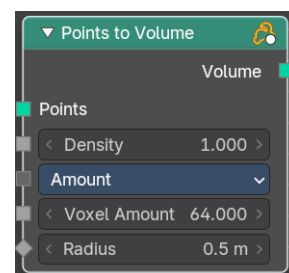 Points to Volume
Volume
Points
Density 1.000
Amount
Voxel Amount 64.000
Radius 0.5 m